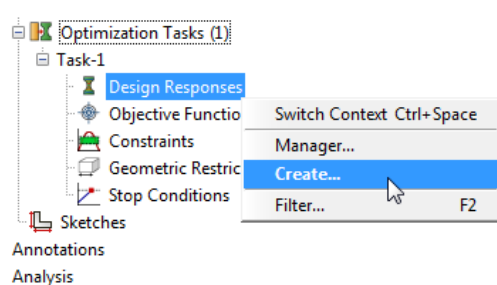 Optimization Tasks (1)
Task-1
Design Responses
Objective Functio
Switch Context Ctrl+Space
Constraints
Manager...
Geometric Restric
Create...
Stop Conditions
Filter... F2
Sketches
Annotations
Analysis